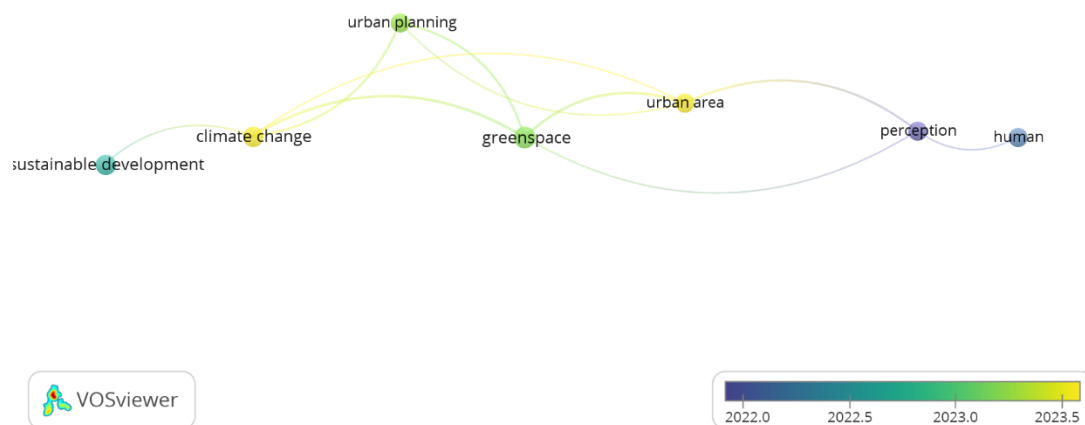 urban planning
urban area
climate change
greenspace
perception
human
sustainable development
VOSviewer
2022.0
2022.5
2023.0
2023.5